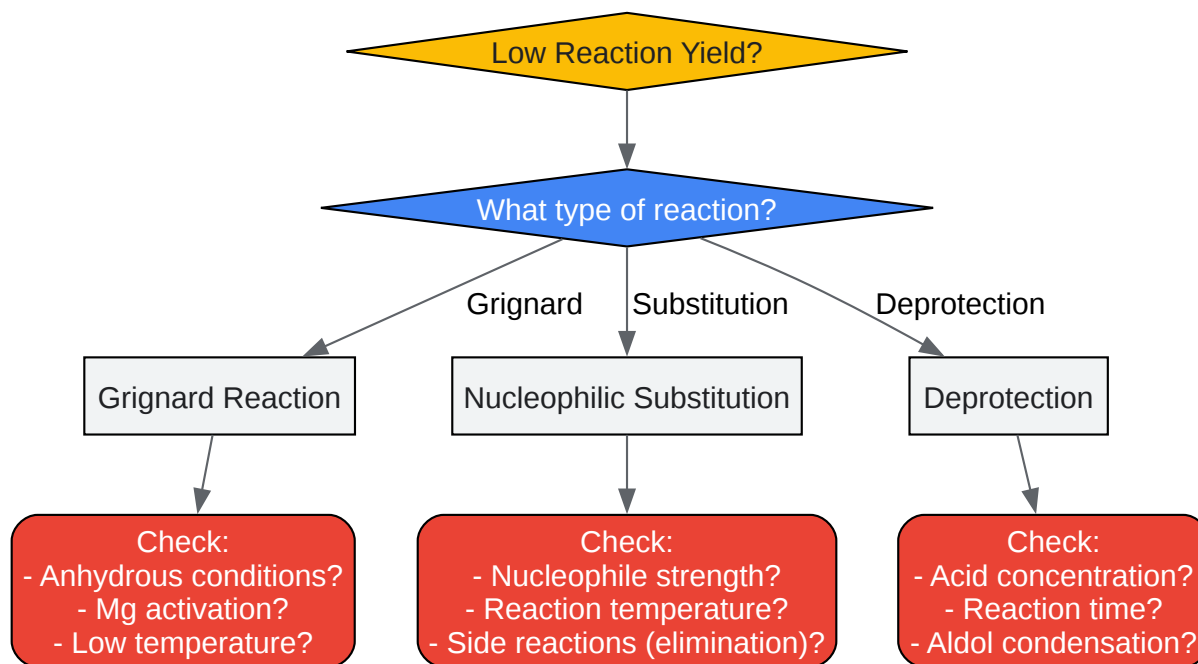 Low Reaction Yield?
What type of reaction?
Grignard
Substitution
Deprotection
Grignard Reaction
Nucleophilic Substitution
Deprotection
Check:
- Anhydrous conditions?
- Mg activation?
- Low temperature?
Check:
- Nucleophile strength?
- Reaction temperature?
- Side reactions (elimination)?
Check:
- Acid concentration?
- Reaction time?
- Aldol condensation?